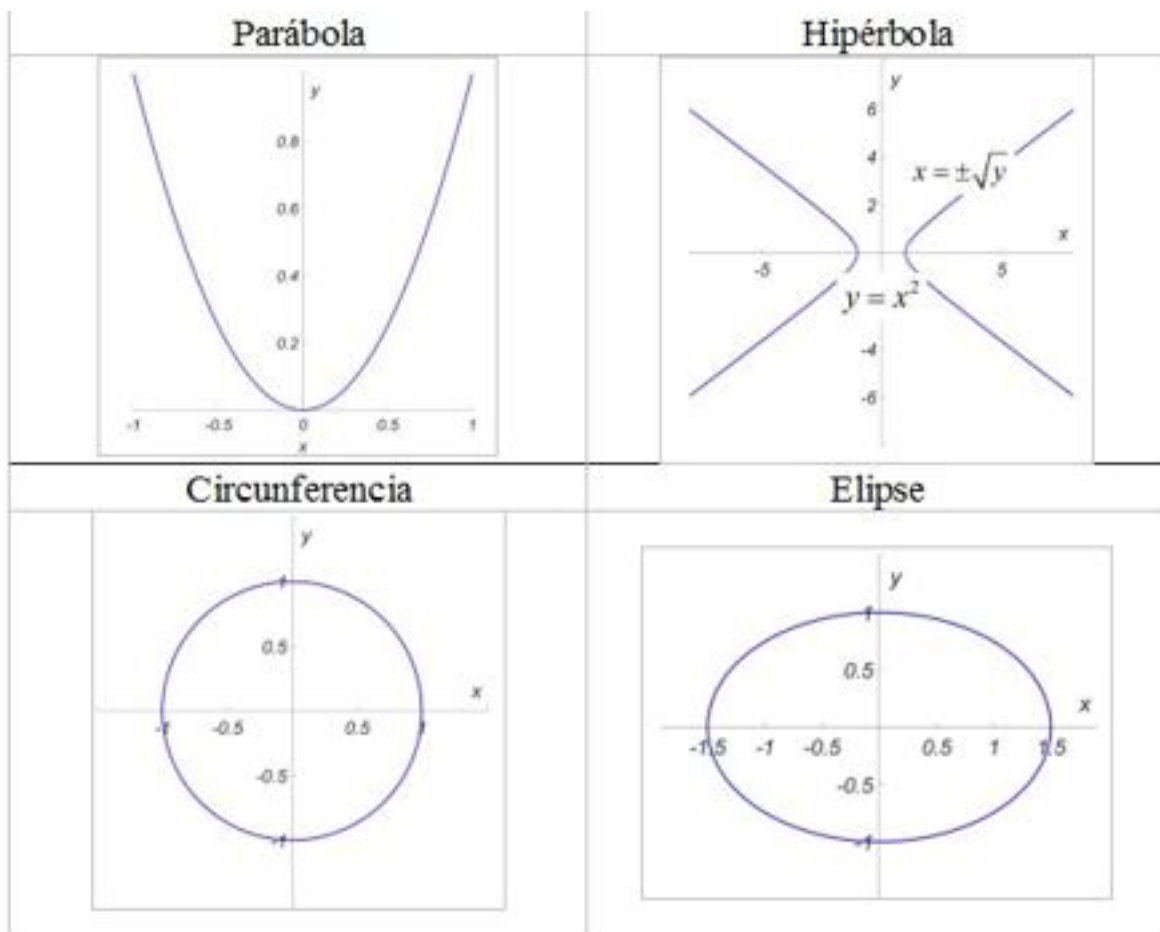 Parábola
y
0.8
0.6
0.4
0.2
-1 -0.5 0 0.5 1
x
Hipérbola
y
6
4
x = ±√y
2
x
-5 5
y = x²
-4
-6
Circunferencia
y
1
0.5
x
-1 -0.5 0.5 1
-0.5
-1
Elipse
y
1
0.5
x
-1.5 -1 -0.5 0.5 1 1.5
-0.5
-1